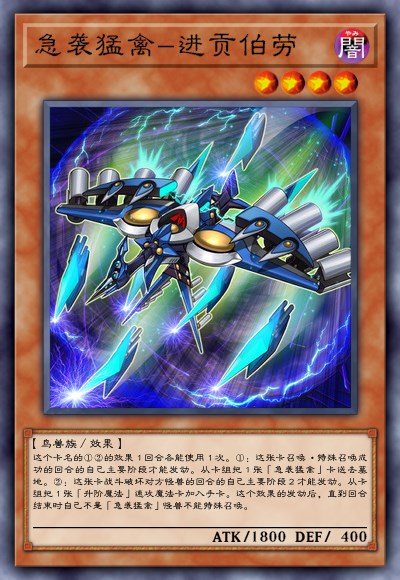 急袭猛禽-进贡伯劳
やみ
闇
【鸟兽族/效果】
这个卡名的①②的效果1回合各能使用1次。①:这张卡召唤·特殊召唤成
功的回合的自己主要阶段才能发动。从卡组把1张「急袭猛禽」卡送去墓
地。②:这张卡战斗破坏对方怪兽的回合的自己主要阶段2才能发动。从卡
组把1张「升阶魔法」速攻魔法卡加入手卡。这个效果的发动后,直到回合
结束时自己不是「急袭猛禽」怪兽不能特殊召唤。
ATK/1800 DEF/ 400